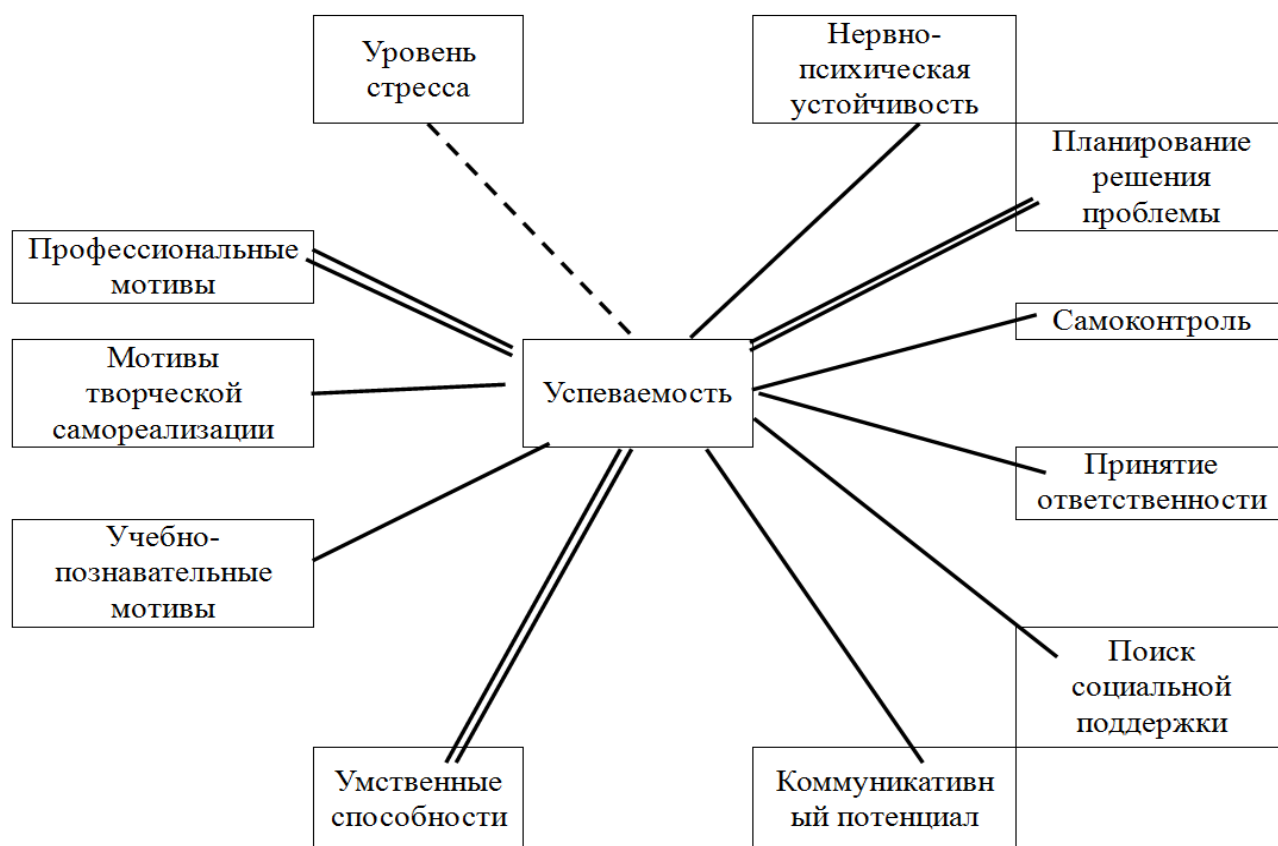 Уровень
стресса
Нервно-
психическая
устойчивость
Планирование
решения
проблемы
Профессиональные
мотивы
Самоконтроль
Мотивы
творческой
самореализации
Успеваемость
Принятие
ответственности
Учебно-
познавательные
мотивы
Поиск
социальной
поддержки
Умственные
способности
Коммуникативн
ый потенциал